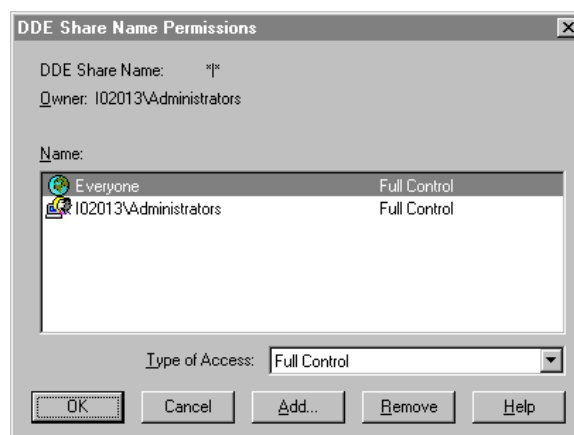 DDE Share Name Permissions
DDE Share Name: *|*
Owner: I02013\Administrators
Name:
Everyone Full Control
I02013\Administrators Full Control
Type of Access: Full Control
OK Cancel Add... Remove Help